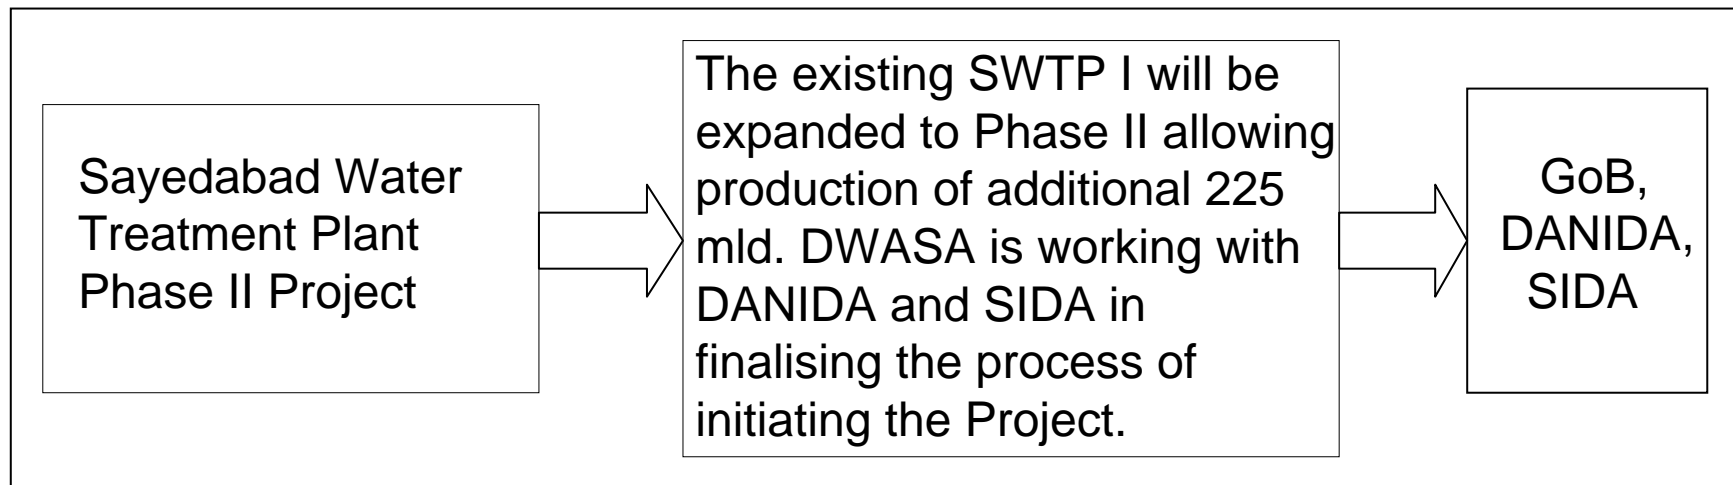 Sayedabad Water
Treatment Plant
Phase II Project
The existing SWTP I will be
expanded to Phase II allowing
production of additional 225
mld. DWASA is working with
DANIDA and SIDA in
finalising the process of
initiating the Project.
GoB,
DANIDA,
SIDA